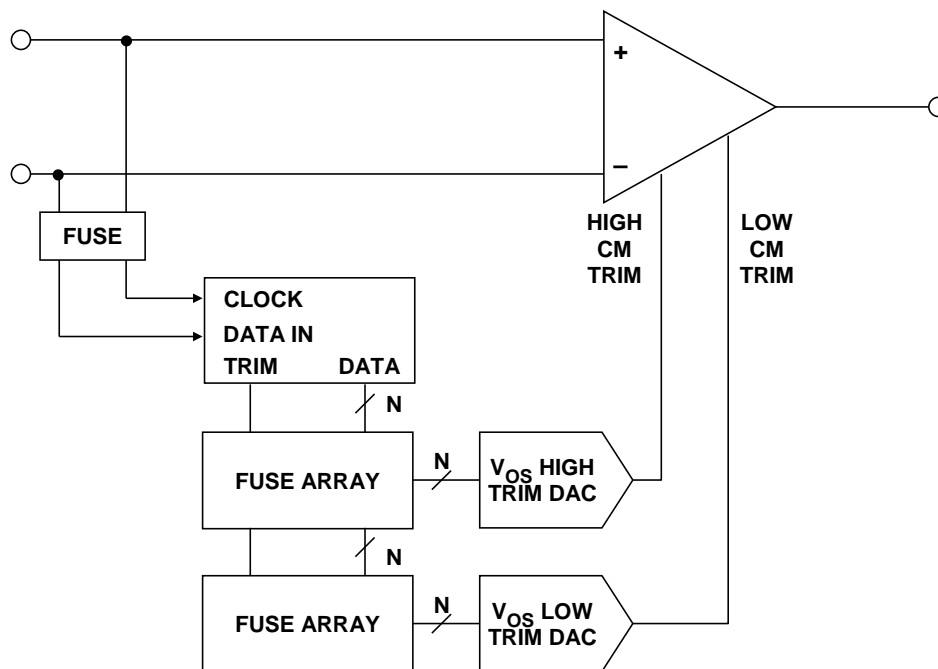 +
−
HIGH
CM
TRIM
LOW
CM
TRIM
FUSE
CLOCK
DATA IN
TRIM DATA
N
FUSE ARRAY
N
VOS HIGH
TRIM DAC
N
FUSE ARRAY
N
VOS LOW
TRIM DAC